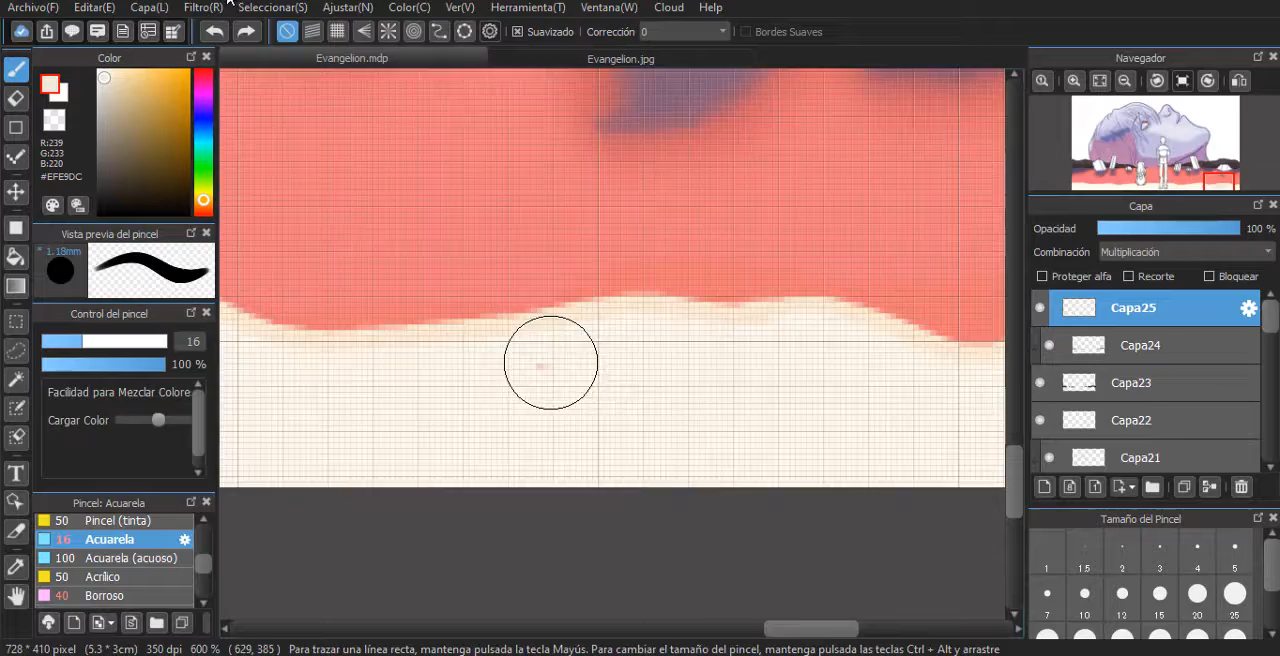 Archivo(F) Editar(E) Capa(L) Filtro(R) Seleccionar(S) Ajustar(N) Color(C) Ver(V) Herramienta(T) Ventana(W) Cloud Help
Suavizado Corrección 0 Bordes Suaves
Color
R:239
G:233
B:220
#EFE9DC
Vista previa del pincel
* 1.18mm
Control del pincel
16
100 %
Facilidad para Mezclar Colore
Cargar Color
Pincel: Acuarela
50 Pincel (tinta)
16 Acuarela
100 Acuarela (acuoso)
50 Acrílico
40 Borroso
Evangelion.mdp Evangelion.jpg
Navegador
Capa
Opacidad 100 %
Combinación Multiplicación
Proteger alfa Recorte Bloquear
Capa25
Capa24
Capa23
Capa22
Capa21
Tamaño del Pincel
1 1.5 2 3 4 5
7 10 12 15 20 25
728 * 410 pixel (5.3 * 3cm) 350 dpi 600 % ( 629, 385 ) Para trazar una línea recta, mantenga pulsada la tecla Mayús. Para cambiar el tamaño del pincel, mantenga pulsadas las teclas Ctrl + Alt y arrastre